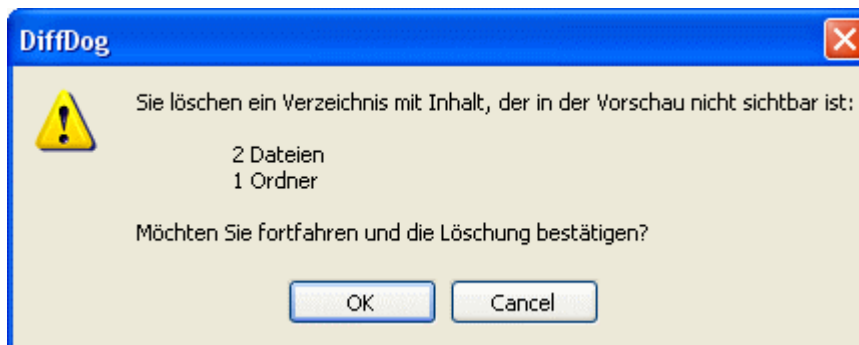 DiffDog
Sie löschen ein Verzeichnis mit Inhalt, der in der Vorschau nicht sichtbar ist:
2 Dateien
1 Ordner
Möchten Sie fortfahren und die Löschung bestätigen?
OK
Cancel